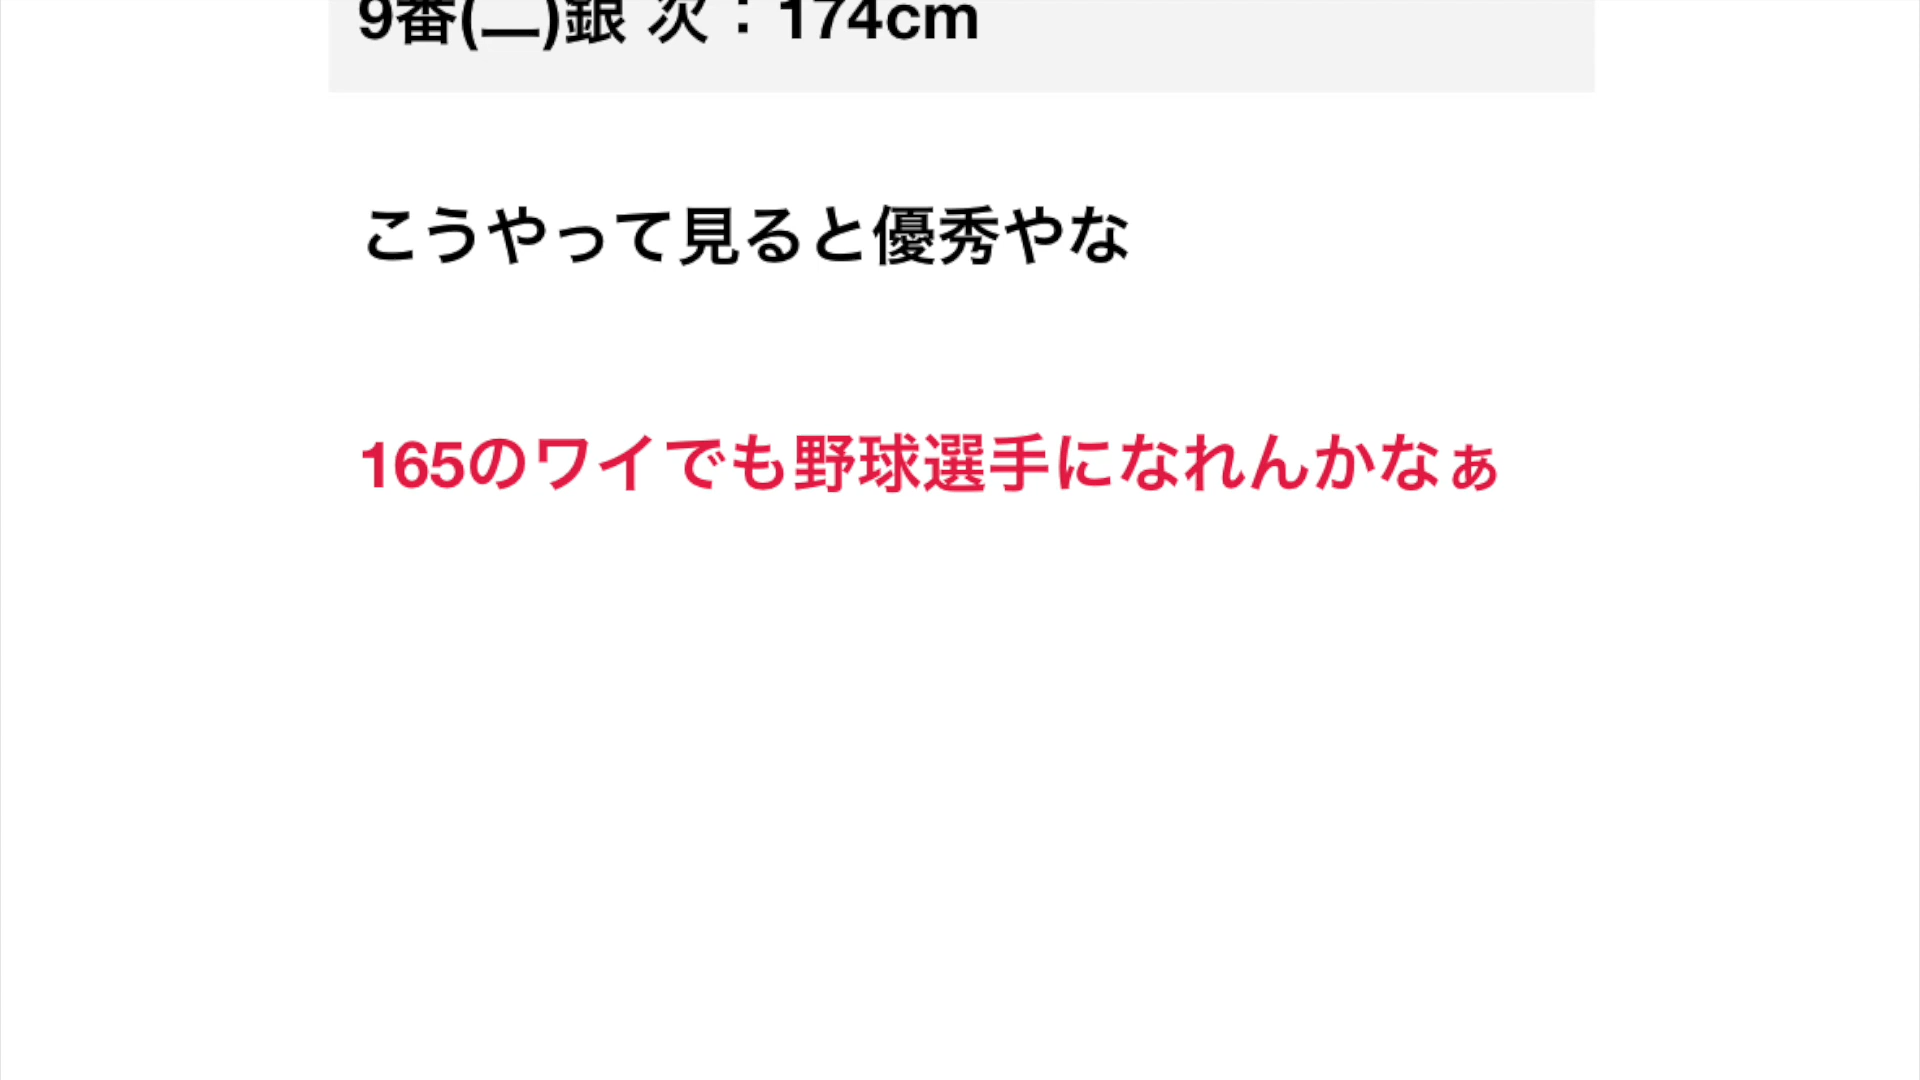 9番(二)銀 次：174cm
こうやって見ると優秀やな
165のワイでも野球選手になれんかなぁ